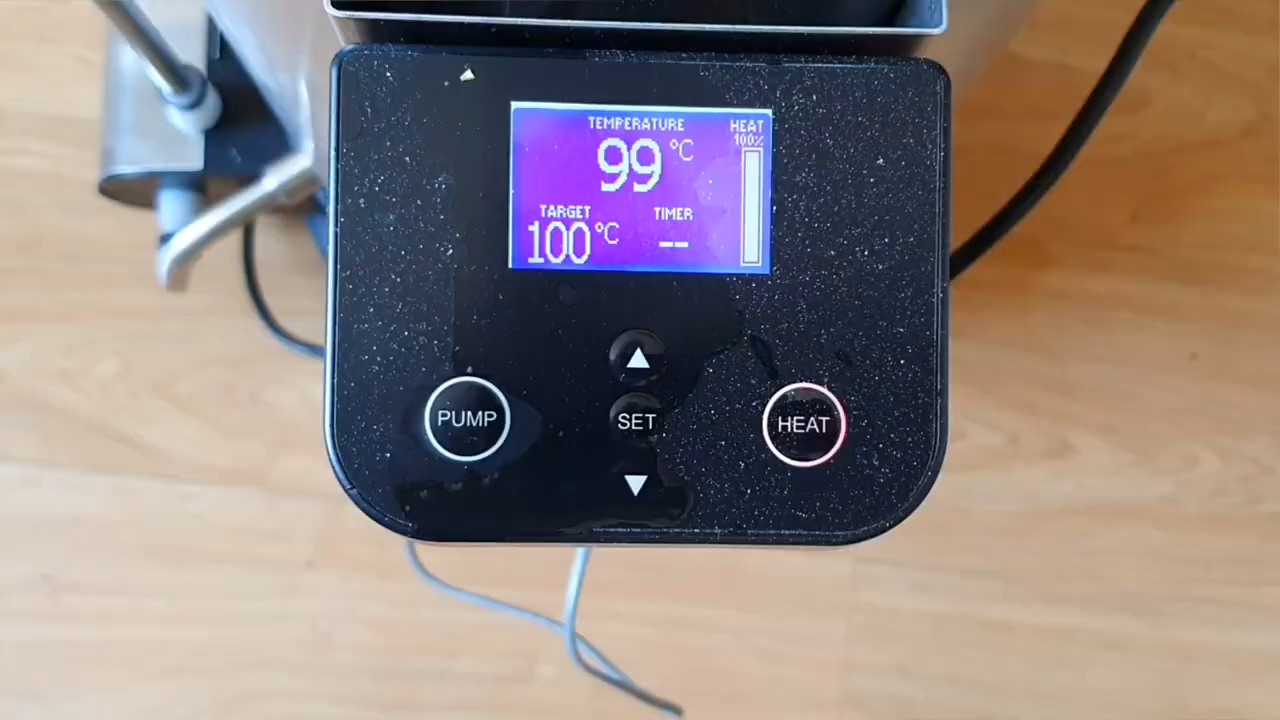 TEMPERATURE
HEAT
100%
99°C
TARGET
TIMER
100°C
--
PUMP
SET
HEAT